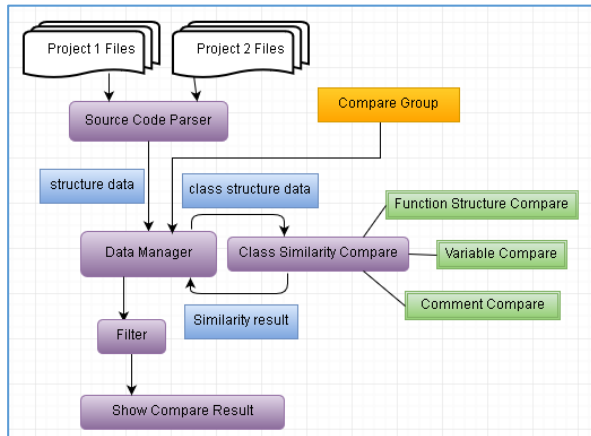 Project 1 Files
Project 2 Files
Compare Group
Source Code Parser
structure data
class structure data
Function Structure Compare
Data Manager
Class Similarity Compare
Variable Compare
Similarity result
Comment Compare
Filter
Show Compare Result